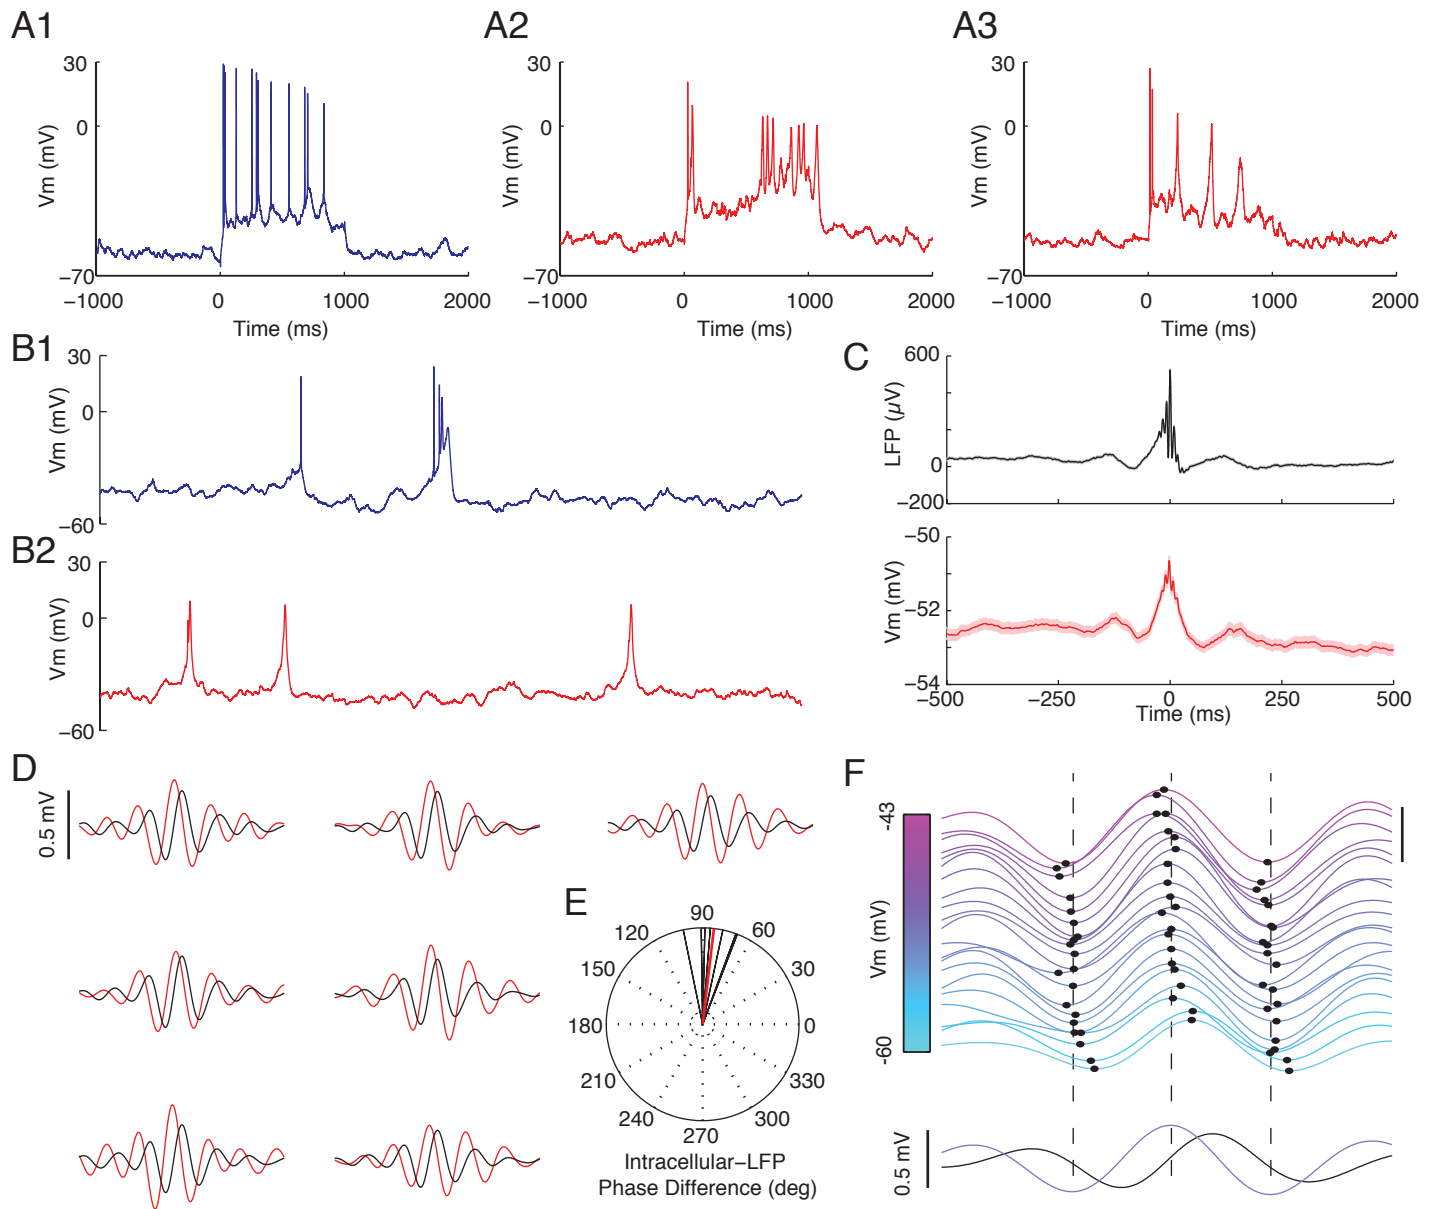 A1
A2
A3
30
0
−70
Vm (mV)
−1000
0
1000
2000
Time (ms)
30
0
−70
Vm (mV)
−1000
0
1000
2000
Time (ms)
30
0
−70
Vm (mV)
−1000
0
1000
2000
Time (ms)
B1
30
0
−60
Vm (mV)
B2
30
0
−60
Vm (mV)
C
600
0
−200
LFP (µV)
−50
−52
−54
Vm (mV)
−500
−250
0
250
500
Time (ms)
D
0.5 mV
E
90
60
30
0
330
300
270
240
210
180
150
120
Intracellular−LFP
Phase Difference (deg)
F
-43
-60
Vm (mV)
0.5 mV